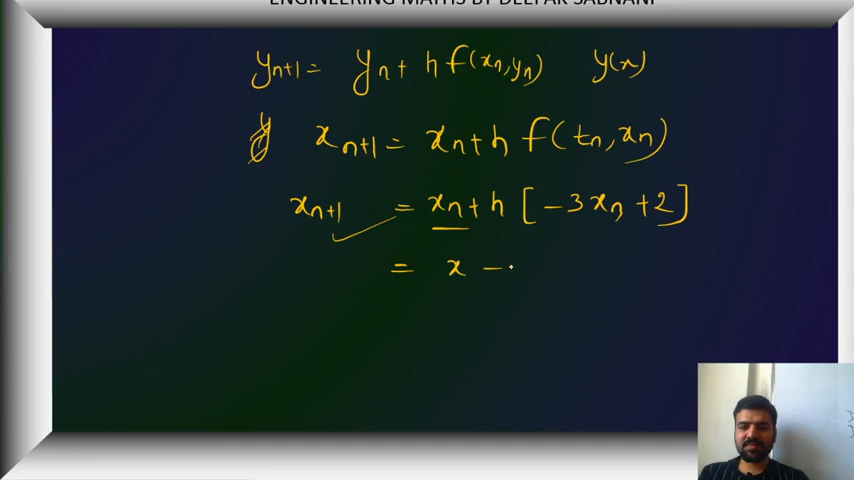 ENGINEERING MATHS BY DEEPAK SABNANI
yₙ₊₁ = yₙ + h f(xₙ, yₙ) y(x)
xₙ₊₁ = xₙ + h f(tₙ, xₙ)
xₙ₊₁ = xₙ + h [-3xₙ + 2]
= x -